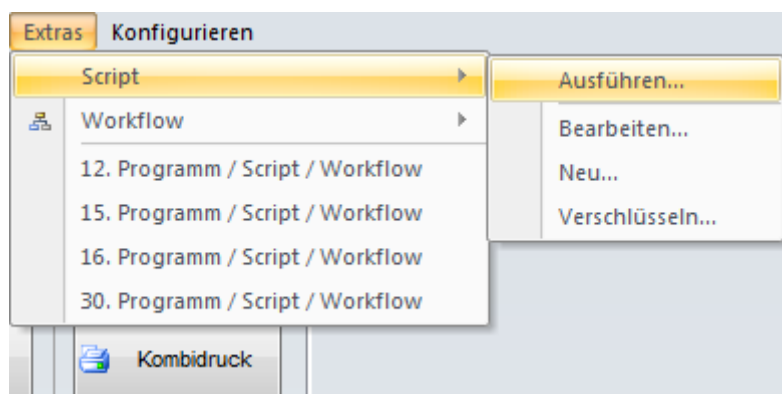 Extras Konfigurieren
Script
Ausführen...
Workflow
Bearbeiten...
12. Programm / Script / Workflow
Neu...
15. Programm / Script / Workflow
Verschlüsseln...
16. Programm / Script / Workflow
30. Programm / Script / Workflow
Kombidruck